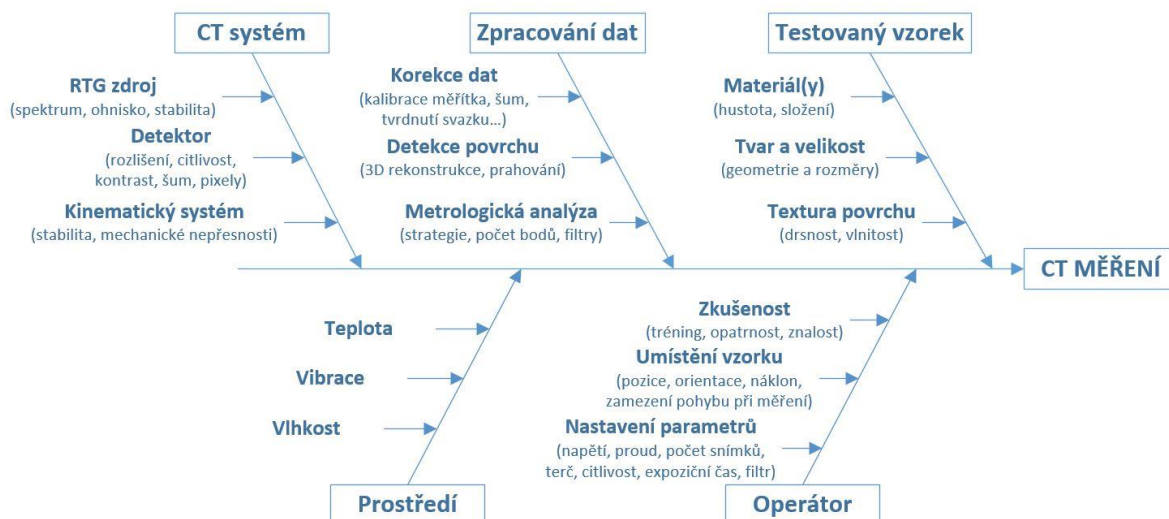 CT systém
RTG zdroj
(spektrum, ohnisko, stabilita)
Detektor
(rozlišení, citlivost,
kontrast, šum, pixely)
Kinematický systém
(stabilita, mechanické nepřesnosti)
Zpracování dat
Korekce dat
(kalibrace měřítka, šum,
tvrdnutí svazku...)
Detekce povrchu
(3D rekonstrukce, prahování)
Metrologická analýza
(strategie, počet bodů, filtry)
Testovaný vzorek
Materiál(y)
(hustota, složení)
Tvar a velikost
(geometrie a rozměry)
Textura povrchu
(drsnost, vlnitost)
CT MĚŘENÍ
Teplota
Vibrace
Vlhkost
Prostředí
Zkušenost
(tréning, opatrnost, znalost)
Umístění vzorku
(pozice, orientace, náklon,
zamezení pohybu při měření)
Nastavení parametrů
(napětí, proud, počet snímků,
terč, citlivost, expoziční čas, filtr)
Operátor